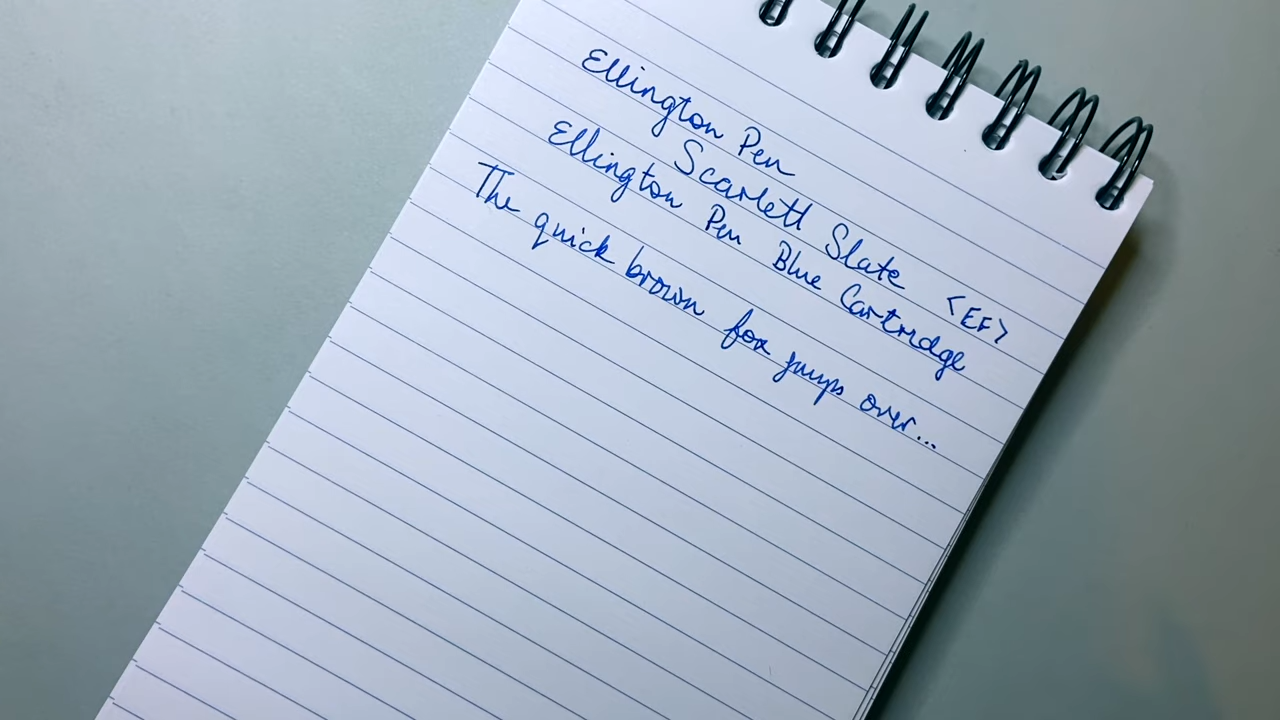 Ellington Pen
Scarlett Slate <EF>
Ellington Pen Blue Cartridge
The quick brown fox jumps over...